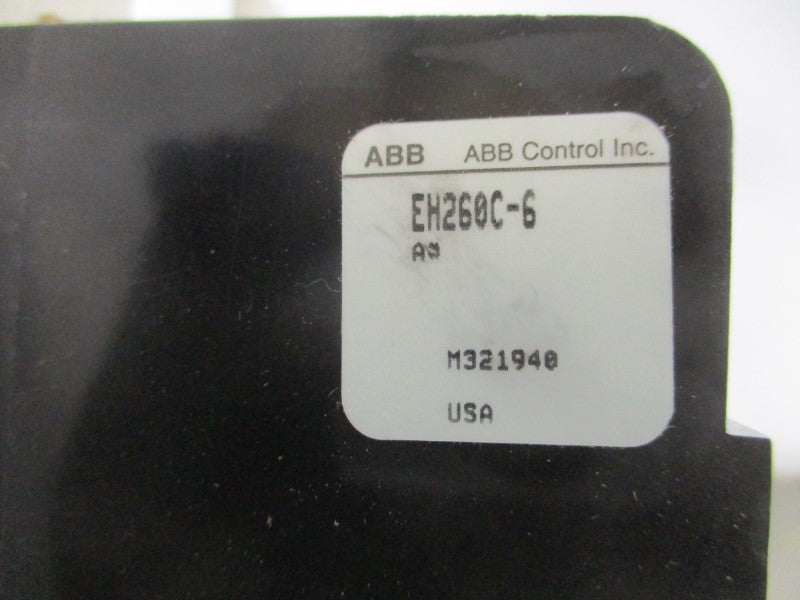 ABB ABB Control Inc.
EH260C-6
M321940
USA